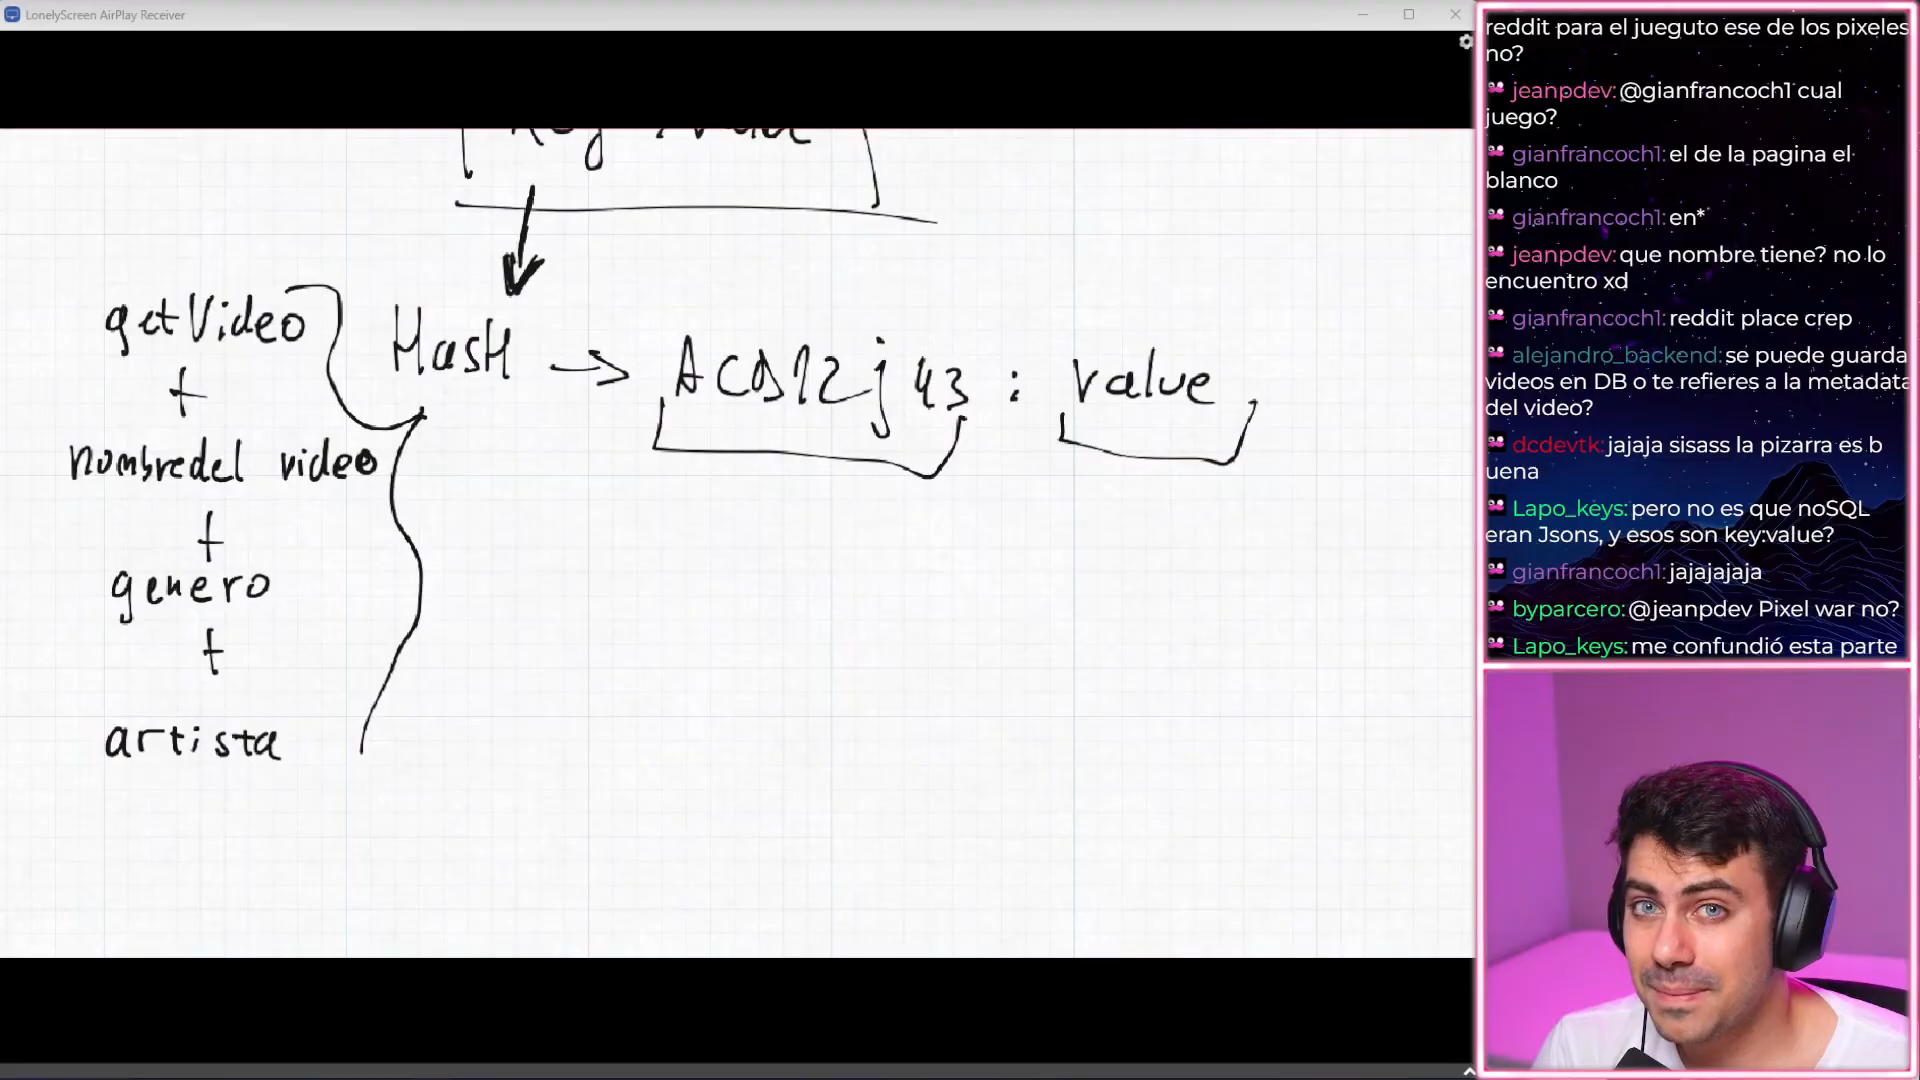 LonelyScreen AirPlay Receiver
getVideo
+
nombredel video
+
genero
+
artista
HasH → ACDS12j43 : value
reddit para el jueguto ese de los pixeles
no?
jeanpdev: @gianfrancoch1 cual
juego?
gianfrancoch1: el de la pagina el
blanco
gianfrancoch1: en*
jeanpdev: que nombre tiene? no lo
encuentro xd
gianfrancoch1: reddit place crep
alejandro_backend: se puede guarda
videos en DB o te refieres a la metadata
del video?
dcdevtk: jajaja sisass la pizarra es b
uena
Lapo_keys: pero no es que noSQL
eran Jsons, y esos son key:value?
gianfrancoch1: jajajajaja
byparcero: @jeanpdev Pixel war no?
Lapo_keys: me confundió esta parte